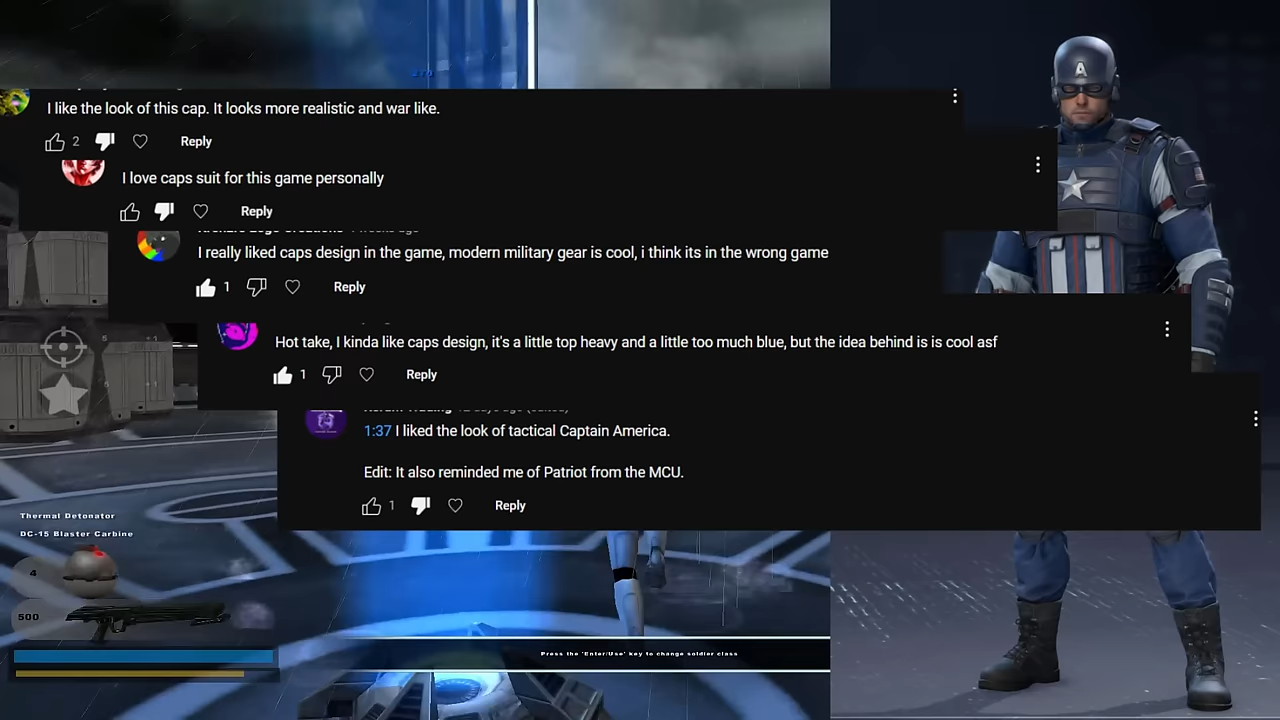 A
I like the look of this cap. It looks more realistic and war like.
2 Reply
I love caps suit for this game personally
Reply
I really liked caps design in the game, modern military gear is cool, i think its in the wrong game
1 Reply
Hot take, I kinda like caps design, it's a little top heavy and a little too much blue, but the idea behind is is cool asf
1 Reply
1:37 I liked the look of tactical Captain America.
Edit: It also reminded me of Patriot from the MCU.
1 Reply
Thermal Detonator
DC-15 Blaster Carbine
4
500
Press the 'Enter/Use' key to change soldier class